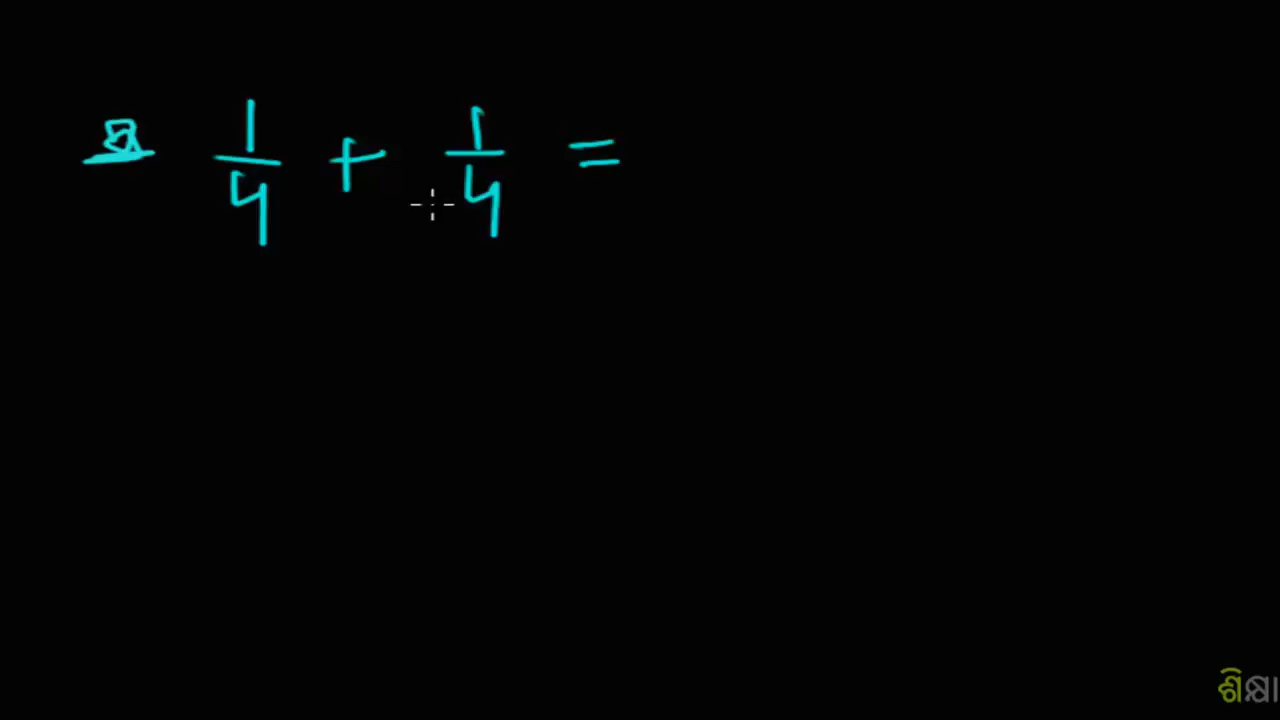 1/4 + 1/4 =
ଶିକ୍ଷା